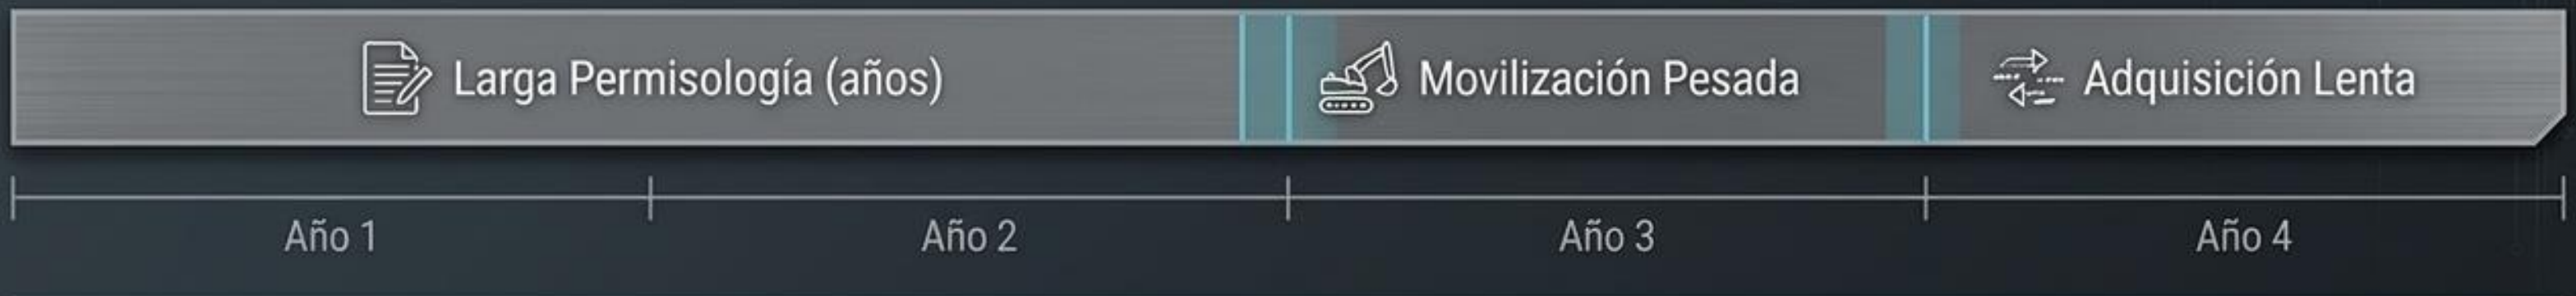 Larga Permisología (años)
Movilización Pesada
Adquisición Lenta
Año 1
Año 2
Año 3
Año 4